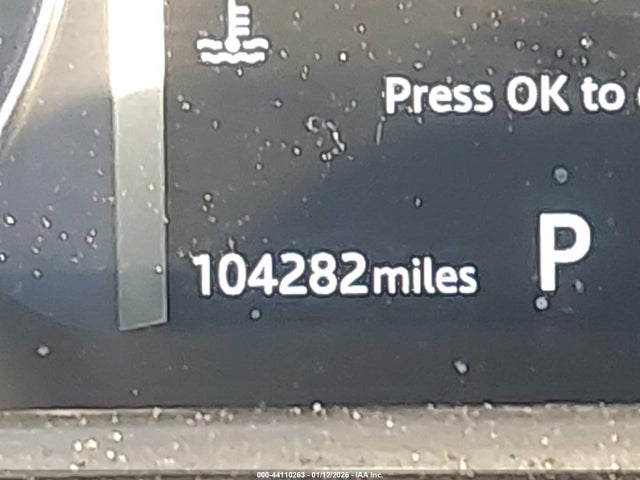 Press OK to
104282miles
P
000-44110263 - 01/12/2026 - IAA Inc.